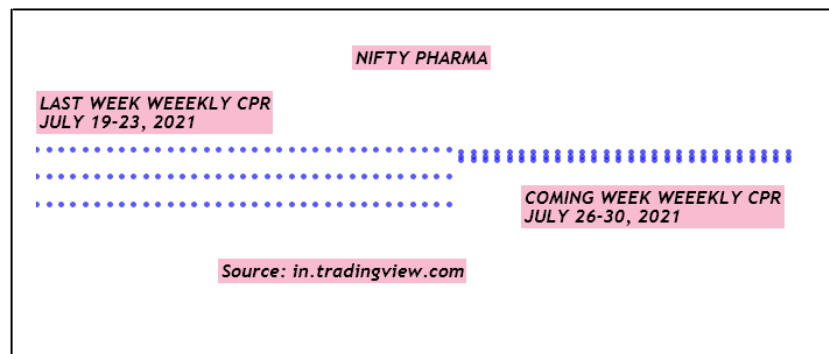 NIFTY PHARMA
LAST WEEK WEEEKLY CPR
JULY 19-23, 2021
COMING WEEK WEEEKLY CPR
JULY 26-30, 2021
Source: in.tradingview.com